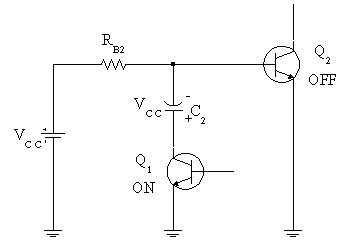 R_B2
Q_2
OFF
V_CC
-
+
C_2
V_CC
+
Q_1
ON